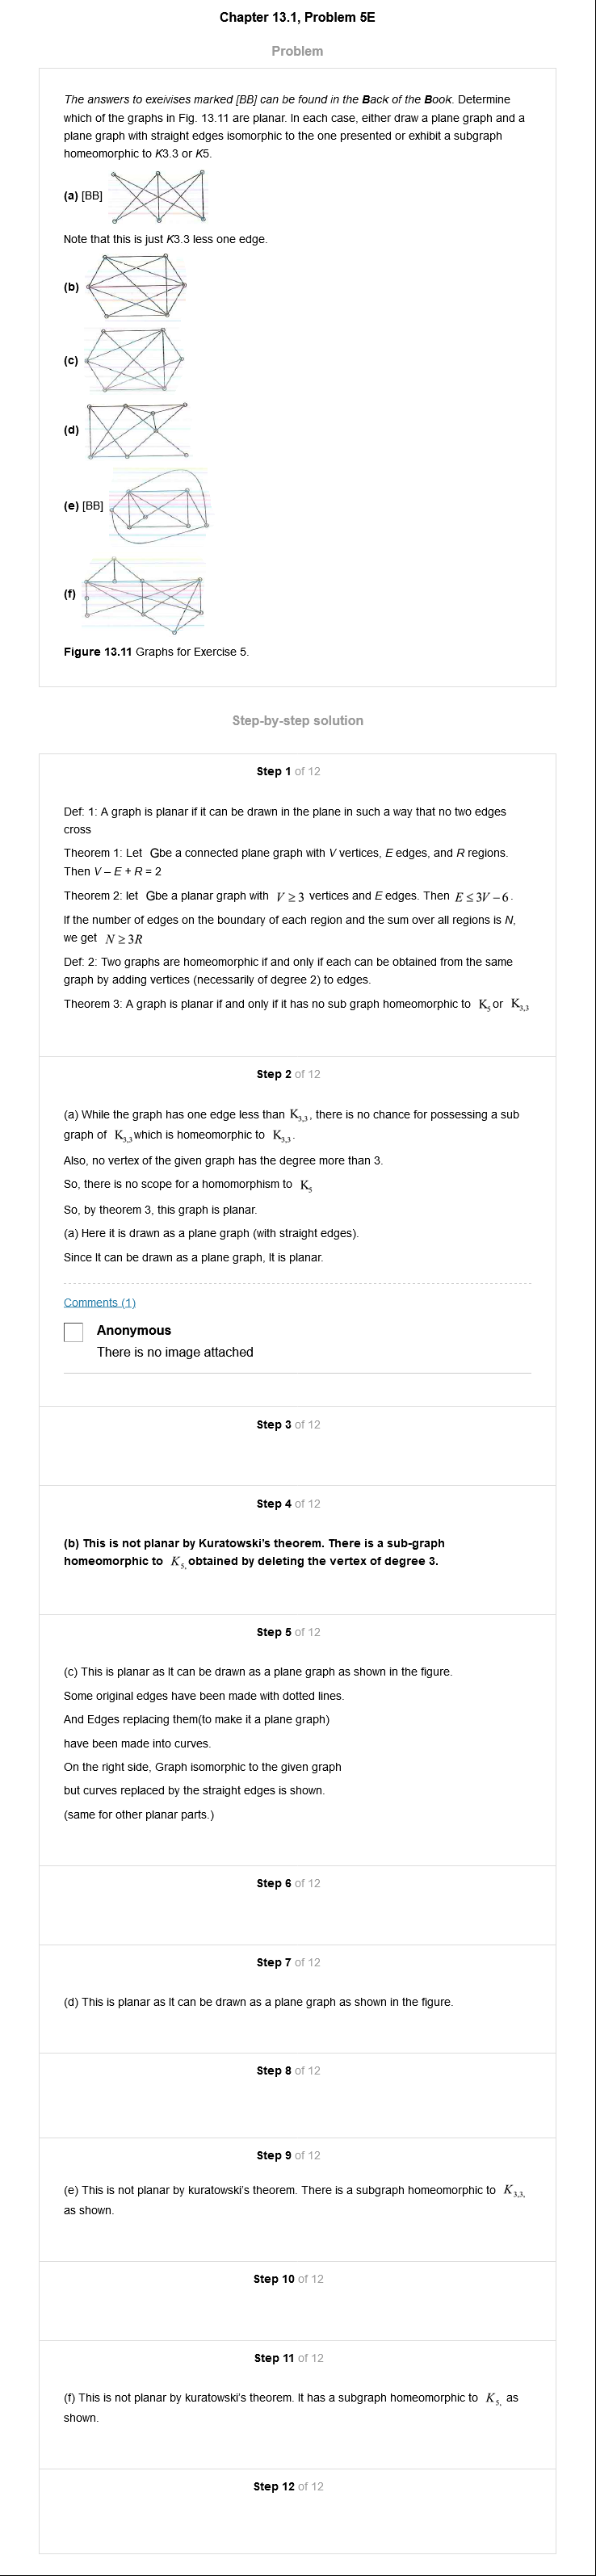 Chapter 13.1, Problem 5E
Problem
The answers to exeivises marked [BB] can be found in the Back of the Book. Determine
which of the graphs in Fig. 13.11 are planar. In each case, either draw a plane graph and a
plane graph with straight edges isomorphic to the one presented or exhibit a subgraph
homeomorphic to K3.3 or K5.
(a) [BB]
Note that this is just K3.3 less one edge.
(b)
(c)
(d)
(e) [BB]
(f)
Figure 13.11 Graphs for Exercise 5.
Step-by-step solution
Step 1 of 12
Def: 1: A graph is planar if it can be drawn in the plane in such a way that no two edges
cross
Theorem 1: Let Gbe a connected plane graph with V vertices, E edges, and R regions.
Then V – E + R = 2
Theorem 2: let Gbe a planar graph with V ≥ 3 vertices and E edges. Then E ≤ 3V − 6.
If the number of edges on the boundary of each region and the sum over all regions is N,
we get N ≥ 3R
Def: 2: Two graphs are homeomorphic if and only if each can be obtained from the same
graph by adding vertices (necessarily of degree 2) to edges.
Theorem 3: A graph is planar if and only if it has no sub graph homeomorphic to K5 or K3,3
Step 2 of 12
(a) While the graph has one edge less than K3,3, there is no chance for possessing a sub
graph of K3,3 which is homeomorphic to K3,3.
Also, no vertex of the given graph has the degree more than 3.
So, there is no scope for a homomorphism to K5
So, by theorem 3, this graph is planar.
(a) Here it is drawn as a plane graph (with straight edges).
Since It can be drawn as a plane graph, It is planar.
Comments (1)
Anonymous
There is no image attached
Step 3 of 12
Step 4 of 12
(b) This is not planar by Kuratowski's theorem. There is a sub-graph
homeomorphic to K5, obtained by deleting the vertex of degree 3.
Step 5 of 12
(c) This is planar as It can be drawn as a plane graph as shown in the figure.
Some original edges have been made with dotted lines.
And Edges replacing them(to make it a plane graph)
have been made into curves.
On the right side, Graph isomorphic to the given graph
but curves replaced by the straight edges is shown.
(same for other planar parts.)
Step 6 of 12
Step 7 of 12
(d) This is planar as It can be drawn as a plane graph as shown in the figure.
Step 8 of 12
Step 9 of 12
(e) This is not planar by kuratowski's theorem. There is a subgraph homeomorphic to K3,3,
as shown.
Step 10 of 12
Step 11 of 12
(f) This is not planar by kuratowski's theorem. It has a subgraph homeomorphic to K5, as
shown.
Step 12 of 12